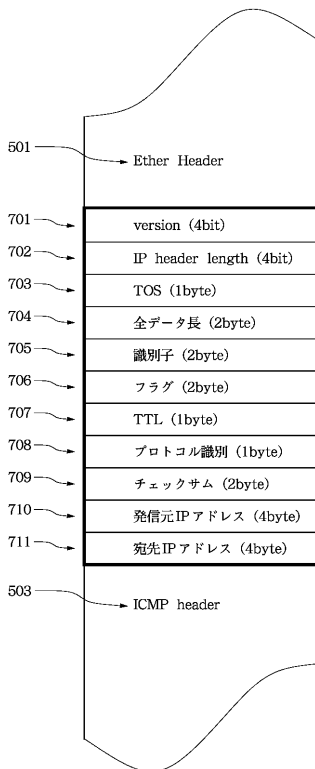 501
Ether Header
701
version (4bit)
702
IP header length (4bit)
703
TOS (1byte)
704
全データ長 (2byte)
705
識別子 (2byte)
706
フラグ (2byte)
707
TTL (1byte)
708
プロトコル識別 (1byte)
709
チェックサム (2byte)
710
発信元IPアドレス (4byte)
711
宛先IPアドレス (4byte)
503
ICMP header